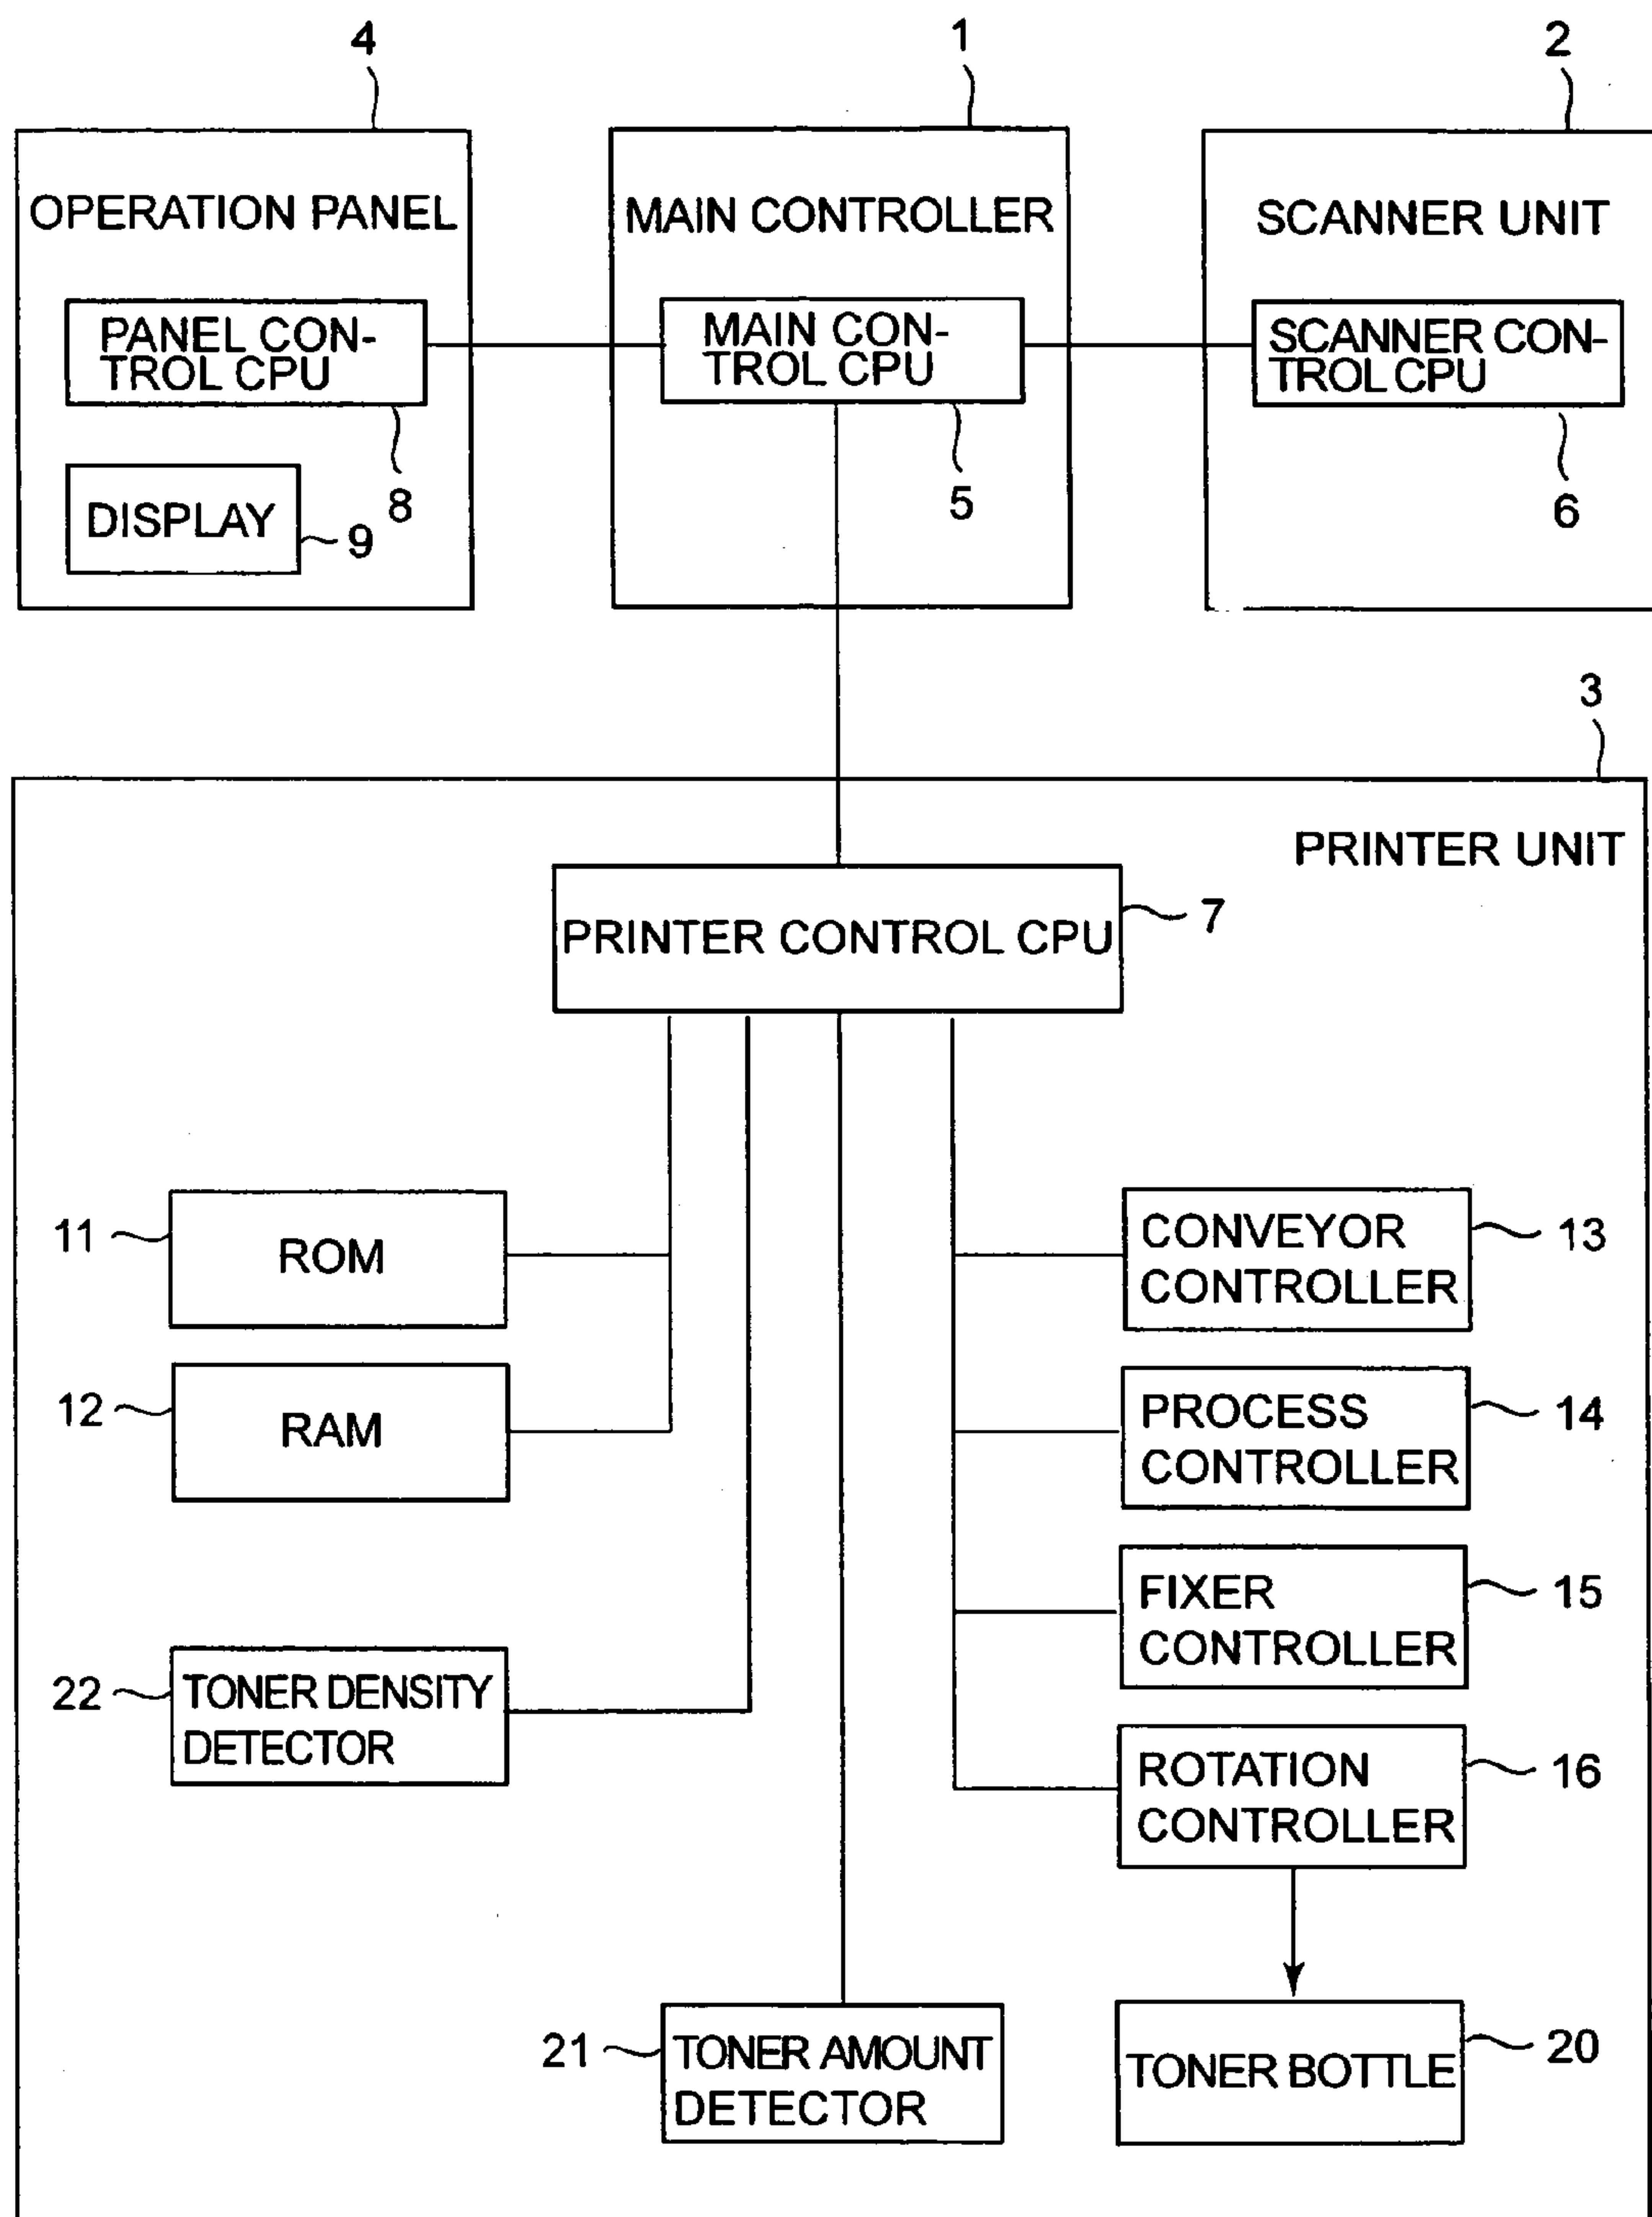 4
1
2
OPERATION PANEL
MAIN CONTROLLER
SCANNER UNIT
PANEL CON-
TROL CPU
MAIN CON-
TROL CPU
SCANNER CON-
TROL CPU
8
5
6
DISPLAY
9
3
PRINTER UNIT
PRINTER CONTROL CPU
7
11
ROM
CONVEYOR
CONTROLLER
13
12
RAM
PROCESS
CONTROLLER
14
FIXER
CONTROLLER
15
22
TONER DENSITY
DETECTOR
ROTATION
CONTROLLER
16
21
TONER AMOUNT
DETECTOR
TONER BOTTLE
20